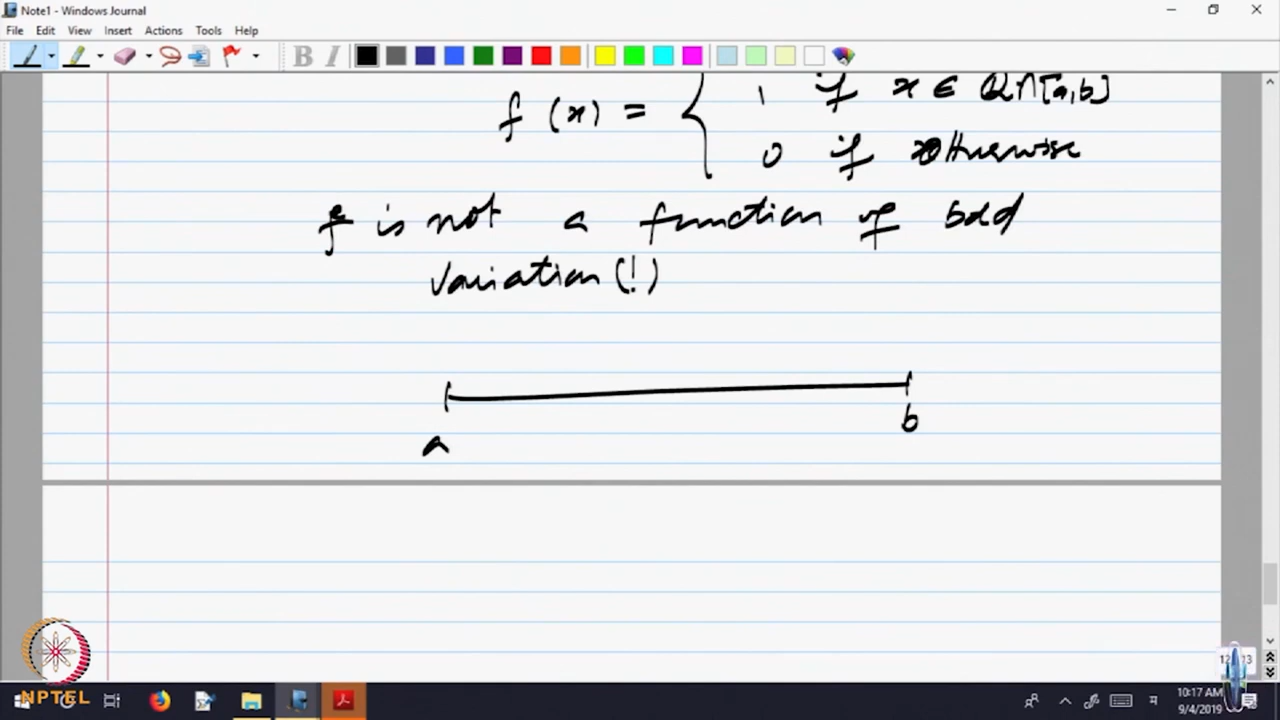 Note1 - Windows Journal
File Edit View Insert Actions Tools Help
B I
f (x) = { 1 if x ∈ Q∩[a,b]
0 if otherwise
f is not a function of bdd
variation (!)
a b
NPTEL
10:17 AM
9/4/2019